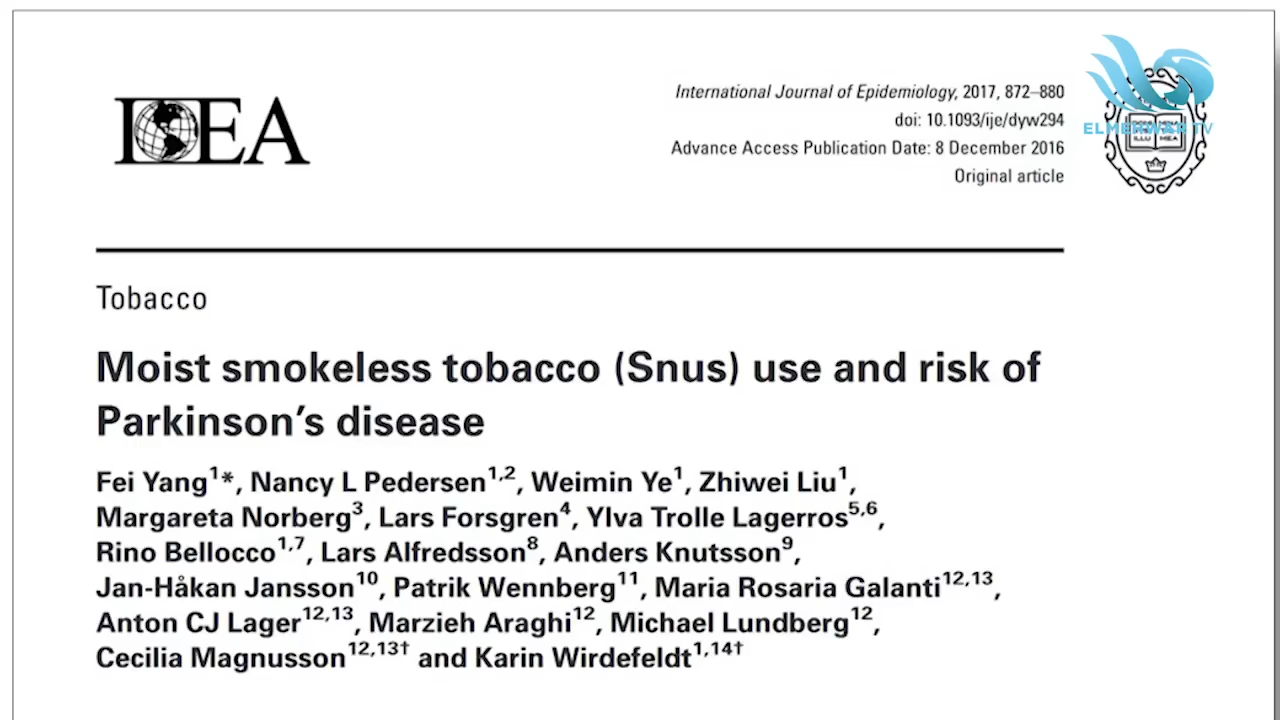 IEA
International Journal of Epidemiology, 2017, 872–880
doi: 10.1093/ije/dyw294
Advance Access Publication Date: 8 December 2016
Original article
ELMEHWAR TV
Tobacco
Moist smokeless tobacco (Snus) use and risk of
Parkinson’s disease
Fei Yang1*, Nancy L Pedersen1,2, Weimin Ye1, Zhiwei Liu1,
Margareta Norberg3, Lars Forsgren4, Ylva Trolle Lagerros5,6,
Rino Bellocco1,7, Lars Alfredsson8, Anders Knutsson9,
Jan-Håkan Jansson10, Patrik Wennberg11, Maria Rosaria Galanti12,13,
Anton CJ Lager12,13, Marzieh Araghi12, Michael Lundberg12,
Cecilia Magnusson12,13† and Karin Wirdefeldt1,14†